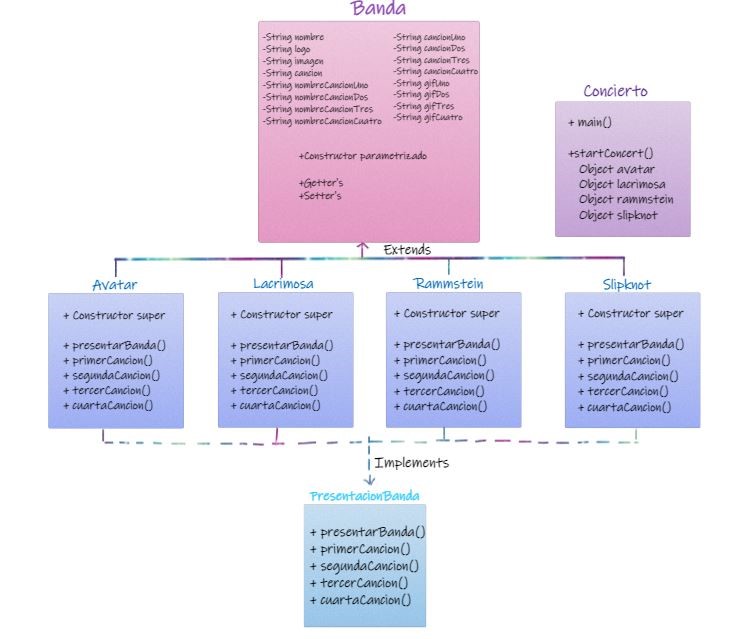 Banda
-String nombre
-String logo
-String imagen
-String cancion
-String nombreCancionUno
-String nombreCancionDos
-String nombreCancionTres
-String nombreCancionCuatro
-String cancionUno
-String cancionDos
-String cancionTres
-String cancionCuatro
-String gifUno
-String gifDos
-String gifTres
-String gifCuatro
+Constructor parametrizado
+Getter's
+Setter's
Concierto
+ main()
+startConcert()
Object avatar
Object lacrimosa
Object rammstein
Object slipknot
Extends
Avatar
+ Constructor super
+ presentarBanda()
+ primerCancion()
+ segundaCancion()
+ tercerCancion()
+ cuartaCancion()
Lacrimosa
+ Constructor super
+ presentarBanda()
+ primerCancion()
+ segundaCancion()
+ tercerCancion()
+ cuartaCancion()
Rammstein
+ Constructor super
+ presentarBanda()
+ primerCancion()
+ segundaCancion()
+ tercerCancion()
+ cuartaCancion()
Slipknot
+ Constructor super
+ presentarBanda()
+ primerCancion()
+ segundaCancion()
+ tercerCancion()
+ cuartaCancion()
Implements
PresentacionBanda
+ presentarBanda()
+ primerCancion()
+ segundaCancion()
+ tercerCancion()
+ cuartaCancion()